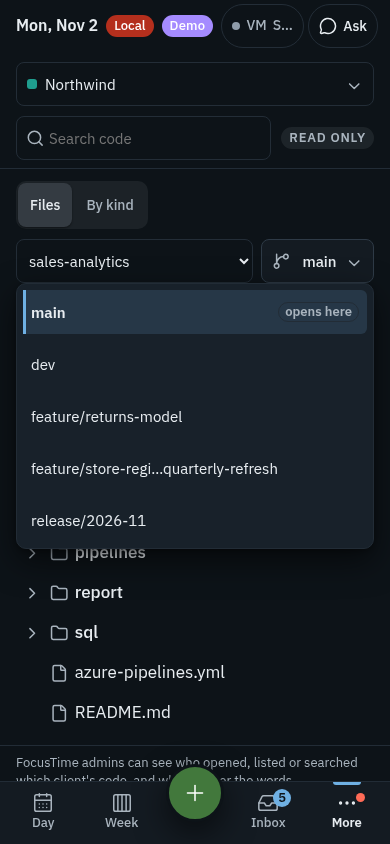 Mon, Nov 2 Local Demo VM S... Ask
Northwind
Search code READ ONLY
Files By kind
sales-analytics main
main opens here
dev
feature/returns-model
feature/store-regi...quarterly-refresh
release/2026-11
pipelines
report
sql
azure-pipelines.yml
README.md
FocusTime admins can see who opened, listed or searched
which client's code, and the words
5
Day Week Inbox More